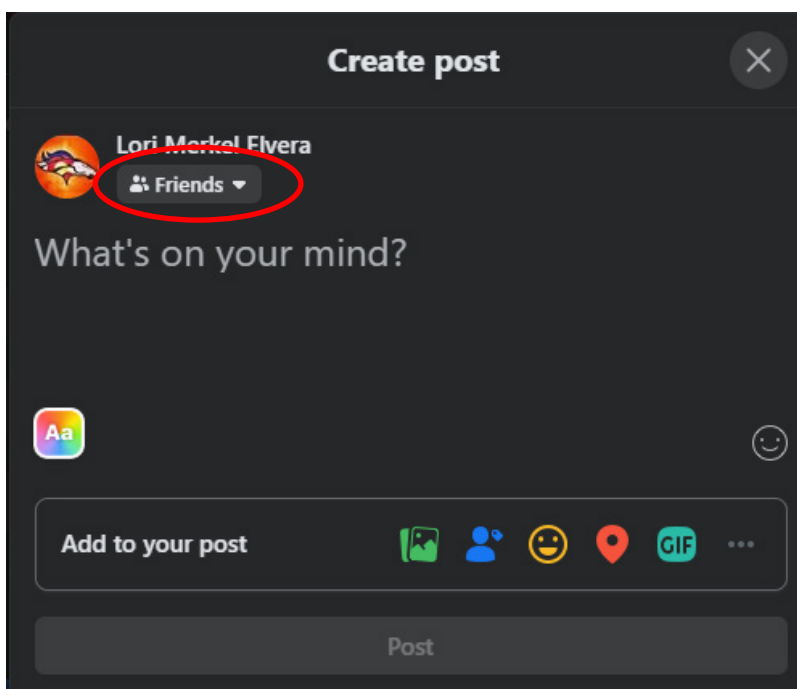 Create post
Lori Merkel Elvera
Friends
What's on your mind?
Aa
Add to your post
GIF
Post